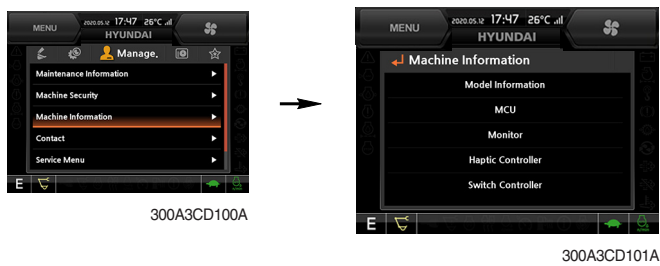 MENU
2020.05.12 17:47 26°C .ııl
HYUNDAI
Manage.
Maintenance Information
Machine Security
Machine Information
Contact
Service Menu
E
300A3CD100A
MENU
2020.05.12 17:47 26°C .ııl
HYUNDAI
Machine Information
Model Information
MCU
Monitor
Haptic Controller
Switch Controller
E
300A3CD101A